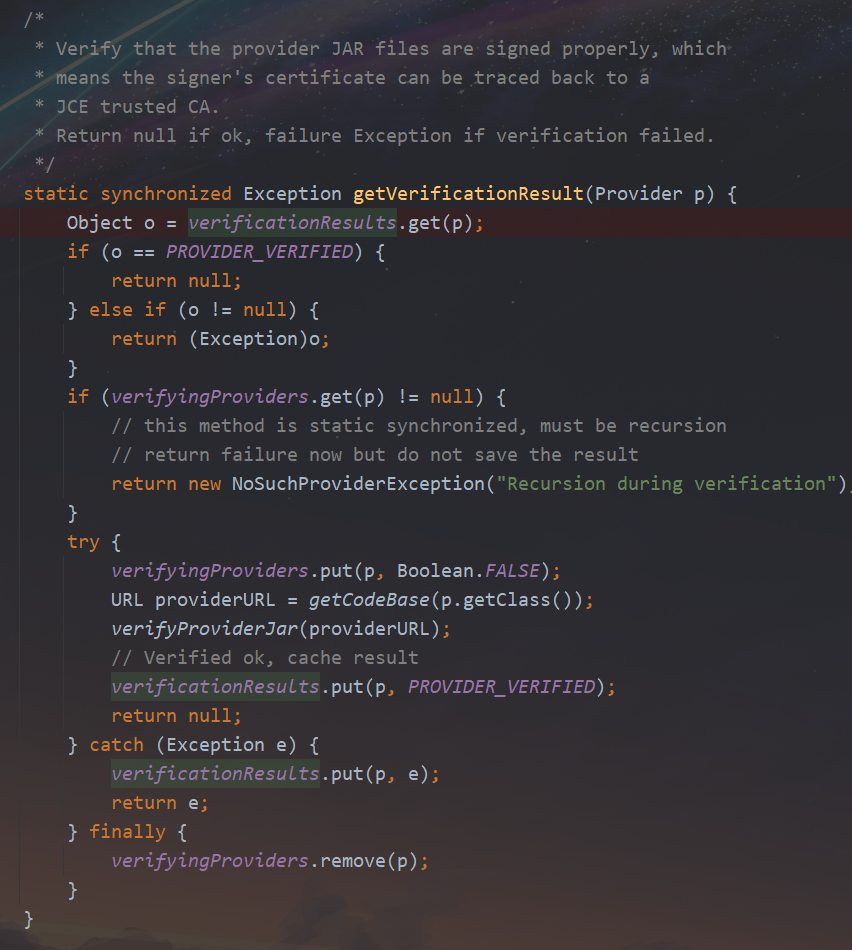 /*
 * Verify that the provider JAR files are signed properly, which
 * means the signer's certificate can be traced back to a
 * JCE trusted CA.
 * Return null if ok, failure Exception if verification failed.
 */
static synchronized Exception getVerificationResult(Provider p) {
    Object o = verificationResults.get(p);
    if (o == PROVIDER_VERIFIED) {
        return null;
    } else if (o != null) {
        return (Exception)o;
    }
    if (verifyingProviders.get(p) != null) {
        // this method is static synchronized, must be recursion
        // return failure now but do not save the result
        return new NoSuchProviderException("Recursion during verification");
    }
    try {
        verifyingProviders.put(p, Boolean.FALSE);
        URL providerURL = getCodeBase(p.getClass());
        verifyProviderJar(providerURL);
        // Verified ok, cache result
        verificationResults.put(p, PROVIDER_VERIFIED);
        return null;
    } catch (Exception e) {
        verificationResults.put(p, e);
        return e;
    } finally {
        verifyingProviders.remove(p);
    }
}